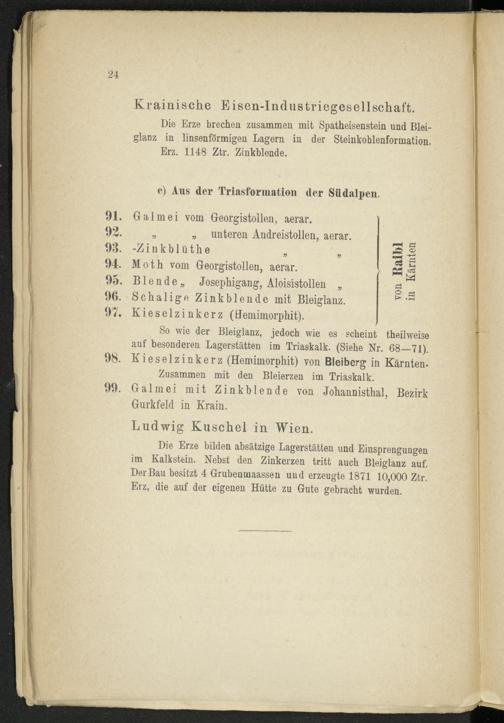 24
Krainische Eisen-Industriegesellschaft.
Die Erze brechen zusammen mit Spatheisenstein und Blei-
glanz in linsenförmigen Lagern in der Steinkohlenformation.
Erz. 1148 Ztr. Zinkblende.
c) Aus der Triasformation der Südalpen.
91. Galmei vom Georgistollen, aerar.
92. „ „ unteren Andreistollen, aerar.
93. -Zinkblüthe „ „
94. Moth vom Georgistollen, aerar.
95. Blende „ Josephigang, Aloisistollen „
96. Schalige Zinkblende mit Bleiglanz.
97. Kieselzinkerz (Hemimorphit).
von Raibl
in Kärnten
So wie der Bleiglanz, jedoch wie es scheint theilweise
auf besonderen Lagerstätten im Triaskalk. (Siehe Nr. 68—71).
98. Kieselzinkerz (Hemimorphit) von Bleiberg in Kärnten-
Zusammen mit den Bleierzen im Triaskalk.
99. Galmei mit Zinkblende von Johannisthal, Bezirk
Gurkfeld in Krain.
Ludwig Kuschel in Wien.
Die Erze bilden absätzige Lagerstätten und Einsprengungen
im Kalkstein. Nebst den Zinkerzen tritt auch Bleiglanz auf.
Der Bau besitzt 4 Grubenmaassen und erzeugte 1871 10,000 Ztr.
Erz, die auf der eigenen Hütte zu Gute gebracht wurden.